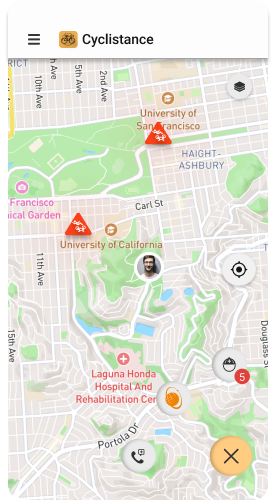 Cyclistance
RICT
10th Ave
5th Ave
2nd Ave
University of
San Francisco
HAIGHT-
ASHBURY
Francisco
nical Garden
Carl St
University of California
11th Ave
15th Ave
Douglass S
Laguna Honda
Hospital And
Rehabilitation Cen
5
Portola Dr